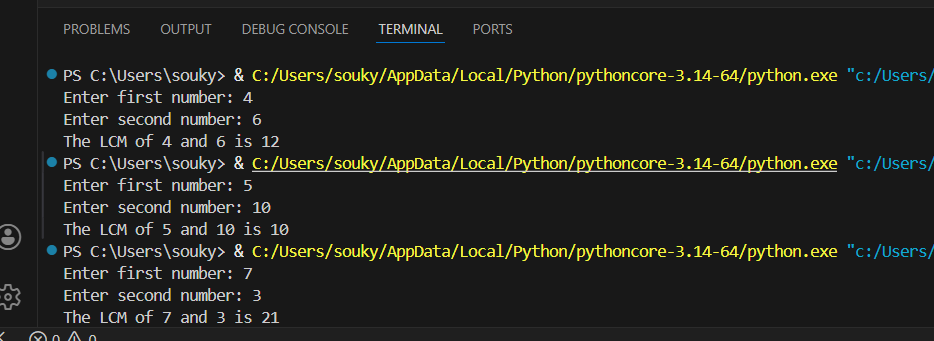 PROBLEMS OUTPUT DEBUG CONSOLE TERMINAL PORTS
PS C:\Users\souky> & C:/Users/souky/AppData/Local/Python/pythoncore-3.14-64/python.exe "c:/Users/
Enter first number: 4
Enter second number: 6
The LCM of 4 and 6 is 12
PS C:\Users\souky> & C:/Users/souky/AppData/Local/Python/pythoncore-3.14-64/python.exe "c:/Users/
Enter first number: 5
Enter second number: 10
The LCM of 5 and 10 is 10
PS C:\Users\souky> & C:/Users/souky/AppData/Local/Python/pythoncore-3.14-64/python.exe "c:/Users/
Enter first number: 7
Enter second number: 3
The LCM of 7 and 3 is 21
0 0